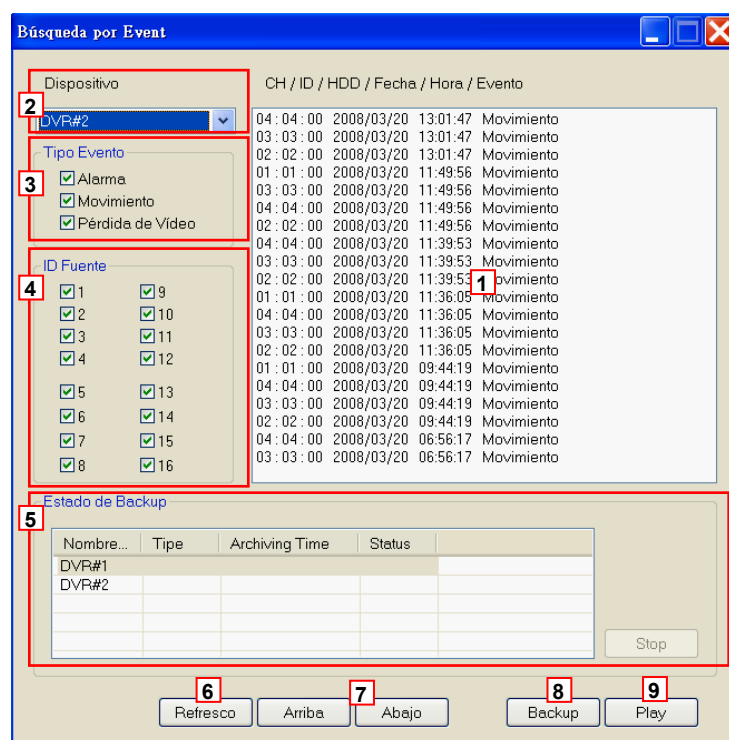 Búsqueda por Event
Dispositivo
2
DVR#2
Tipo Evento
3
Alarma
Movimiento
Pérdida de Vídeo
ID Fuente
4
1 9
2 10
3 11
4 12
5 13
6 14
7 15
8 16
CH / ID / HDD / Fecha / Hora / Evento
04 : 04 : 00 2008/03/20 13:01:47 Movimiento
03 : 03 : 00 2008/03/20 13:01:47 Movimiento
02 : 02 : 00 2008/03/20 13:01:47 Movimiento
01 : 01 : 00 2008/03/20 11:49:56 Movimiento
03 : 03 : 00 2008/03/20 11:49:56 Movimiento
04 : 04 : 00 2008/03/20 11:49:56 Movimiento
02 : 02 : 00 2008/03/20 11:49:56 Movimiento
04 : 04 : 00 2008/03/20 11:39:53 Movimiento
03 : 03 : 00 2008/03/20 11:39:53 Movimiento
02 : 02 : 00 2008/03/20 11:39:53 Movimiento
1
01 : 01 : 00 2008/03/20 11:36:05 Movimiento
04 : 04 : 00 2008/03/20 11:36:05 Movimiento
03 : 03 : 00 2008/03/20 11:36:05 Movimiento
02 : 02 : 00 2008/03/20 11:36:05 Movimiento
01 : 01 : 00 2008/03/20 09:44:19 Movimiento
04 : 04 : 00 2008/03/20 09:44:19 Movimiento
03 : 03 : 00 2008/03/20 09:44:19 Movimiento
02 : 02 : 00 2008/03/20 09:44:19 Movimiento
04 : 04 : 00 2008/03/20 06:56:17 Movimiento
03 : 03 : 00 2008/03/20 06:56:17 Movimiento
Estado de Backup
5
Nombre... Tipe Archiving Time Status
DVR#1
DVR#2
Stop
6 7 8 9
Refresco Arriba Abajo Backup Play